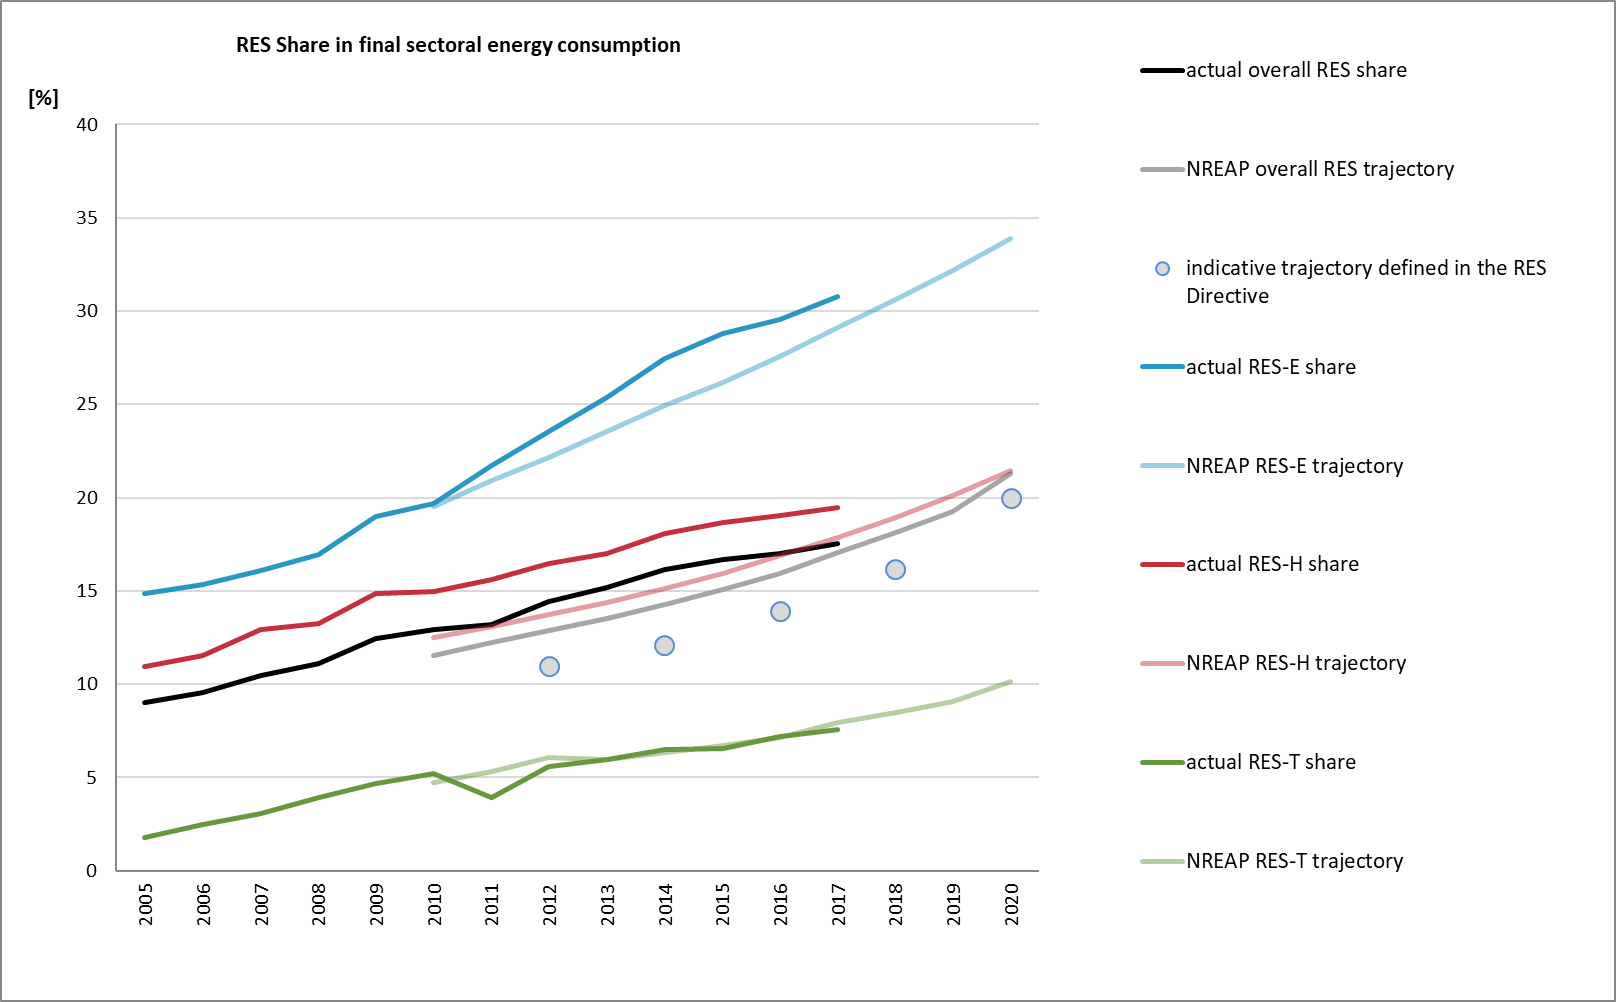 RES Share in final sectoral energy consumption
[%]
40
35
30
25
20
15
10
5
0
2005
2006
2007
2008
2009
2010
2011
2012
2013
2014
2015
2016
2017
2018
2019
2020
actual overall RES share
NREAP overall RES trajectory
indicative trajectory defined in the RES
Directive
actual RES-E share
NREAP RES-E trajectory
actual RES-H share
NREAP RES-H trajectory
actual RES-T share
NREAP RES-T trajectory